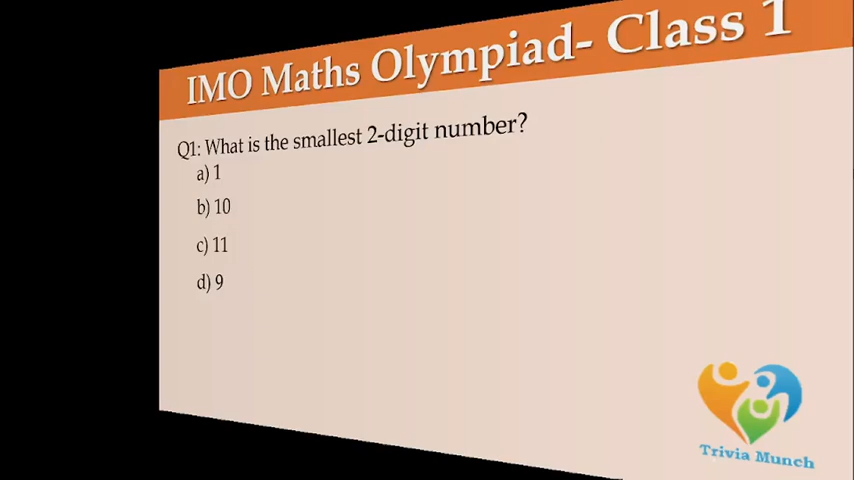 IMO Maths Olympiad- Class 1
Q1: What is the smallest 2-digit number?
a) 1
b) 10
c) 11
d) 9
Trivia Munch